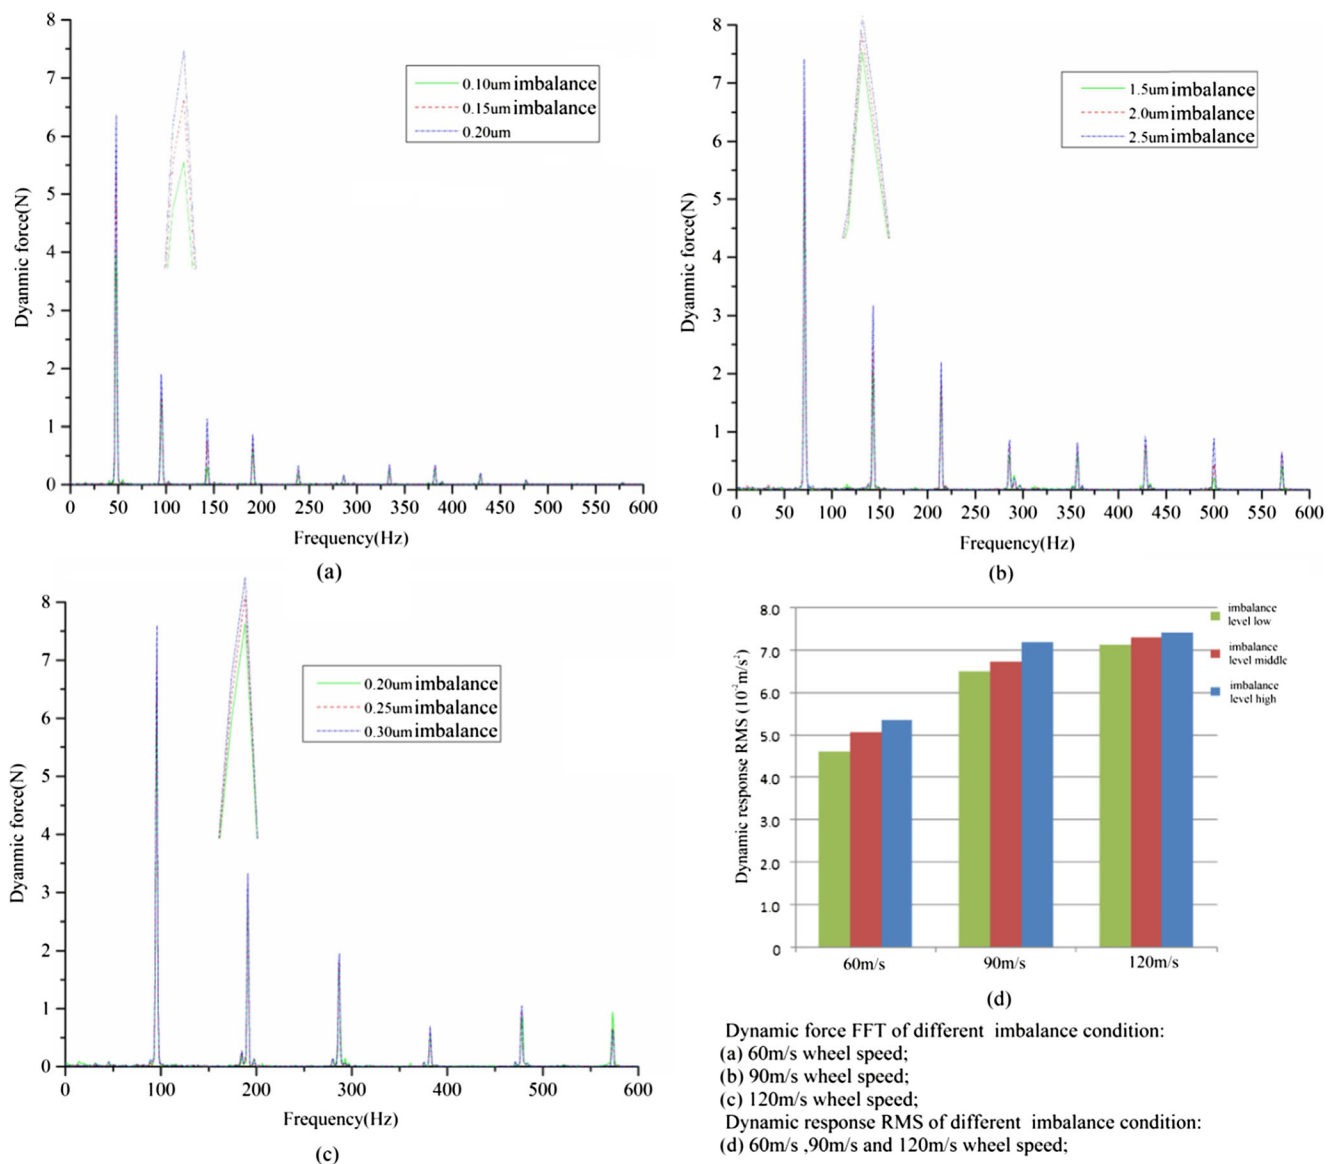 8
7
6
5
4
3
2
1
0
Dyanmic force(N)
0.10um imbalance
0.15um imbalance
0.20um
0 50 100 150 200 250 300 350 400 450 500 550 600
Frequency(Hz)
(a)
8
7
6
5
4
3
2
1
0
Dyanmic force(N)
1.5um imbalance
2.0um imbalance
2.5um imbalance
0 50 100 150 200 250 300 350 400 450 500 550 600
Frequency(Hz)
(b)
8
7
6
5
4
3
2
1
0
Dyanmic force(N)
0.20um imbalance
0.25um imbalance
0.30um imbalance
0 100 200 300 400 500 600
Frequency(Hz)
(c)
8.0
7.0
6.0
5.0
4.0
3.0
2.0
1.0
0
Dynamic response RMS (10⁻²m/s²)
imbalance
level low
imbalance
level middle
imbalance
level high
60m/s 90m/s 120m/s
(d)
Dynamic force FFT of different imbalance condition:
(a) 60m/s wheel speed;
(b) 90m/s wheel speed;
(c) 120m/s wheel speed;
Dynamic response RMS of different imbalance condition:
(d) 60m/s ,90m/s and 120m/s wheel speed;